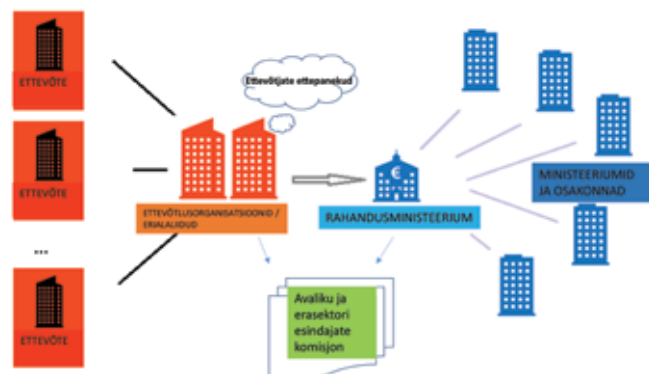 ETTEVÕTE
ETTEVÕTE
...
ETTEVÕTE
Ettevõtjate ettepanekud
ETTEVÕTLUSORGANISATSIOONID /
ERIALALIIDUD
€
RAHANDUSMINISTEERIUM
MINISTEERIUMID
JA OSAKONNAD
Avaliku ja
erasektori
esindajate
komisjon